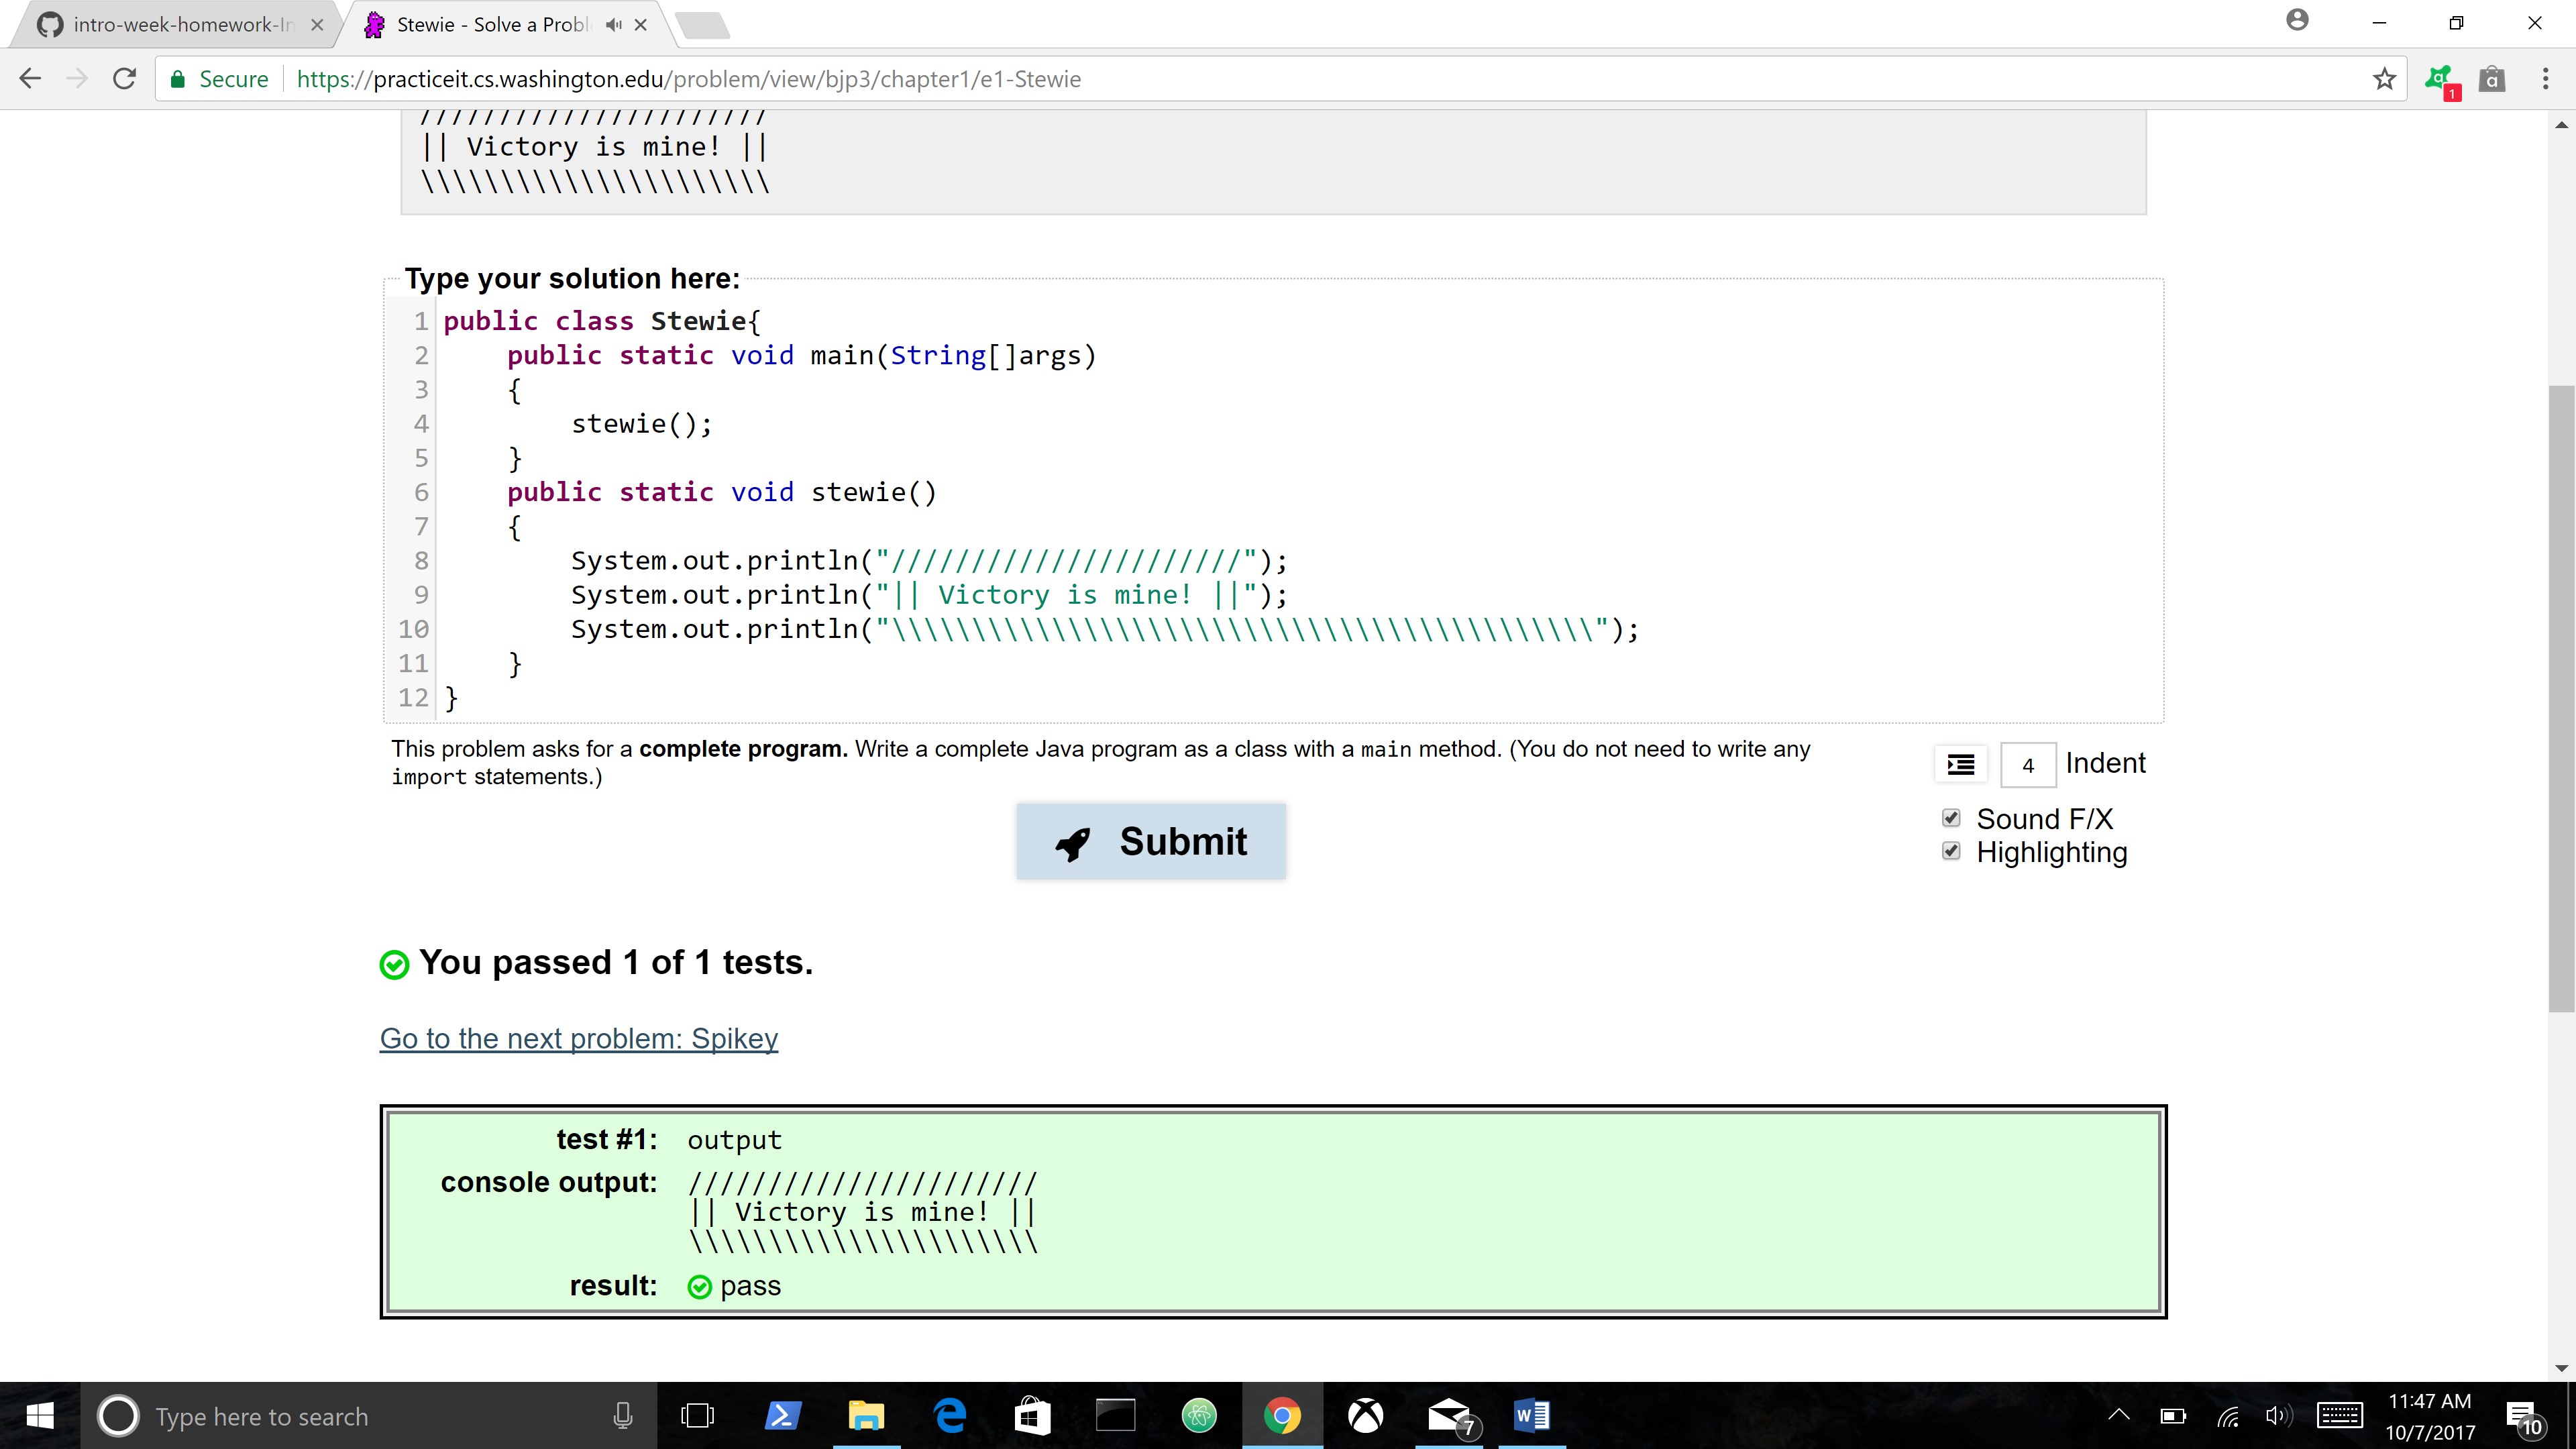 intro-week-homework-In
Stewie - Solve a Probl
Secure
https://practiceit.cs.washington.edu/problem/view/bjp3/chapter1/e1-Stewie
1
a
//////////////////////
|| Victory is mine! ||
\\\\\\\\\\\\\\\\\\\\\\
Type your solution here:
1 public class Stewie{
2 public static void main(String[]args)
3 {
4 stewie();
5 }
6 public static void stewie()
7 {
8 System.out.println("//////////////////////");
9 System.out.println("|| Victory is mine! ||");
10 System.out.println("\\\\\\\\\\\\\\\\\\\\\\\\\\\\\\\\\\\\\\\\\\\\");
11 }
12 }
This problem asks for a complete program. Write a complete Java program as a class with a main method. (You do not need to write any
import statements.)
4 Indent
Sound F/X
Highlighting
Submit
You passed 1 of 1 tests.
Go to the next problem: Spikey
test #1: output
console output: //////////////////////
|| Victory is mine! ||
\\\\\\\\\\\\\\\\\\\\\\
result: pass
Type here to search
7
11:47 AM
10/7/2017
10